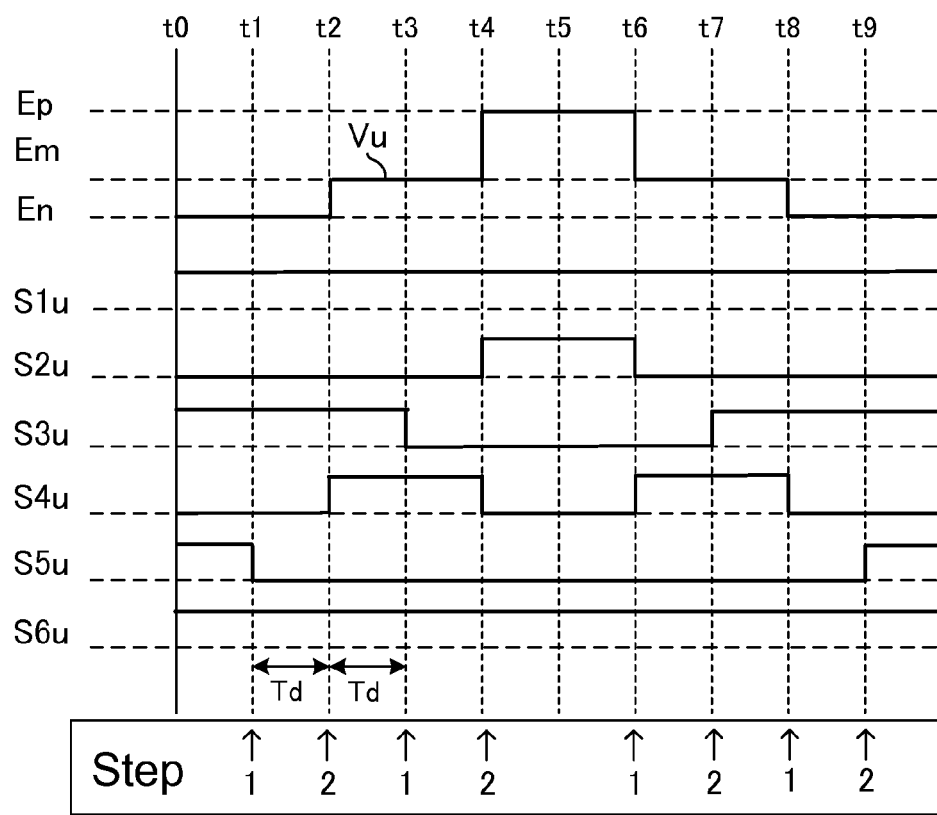 t0 t1 t2 t3 t4 t5 t6 t7 t8 t9
Ep
Vu
Em
En
S1u
S2u
S3u
S4u
S5u
S6u
Td Td
Step
1 2 1 2 1 2 1 2